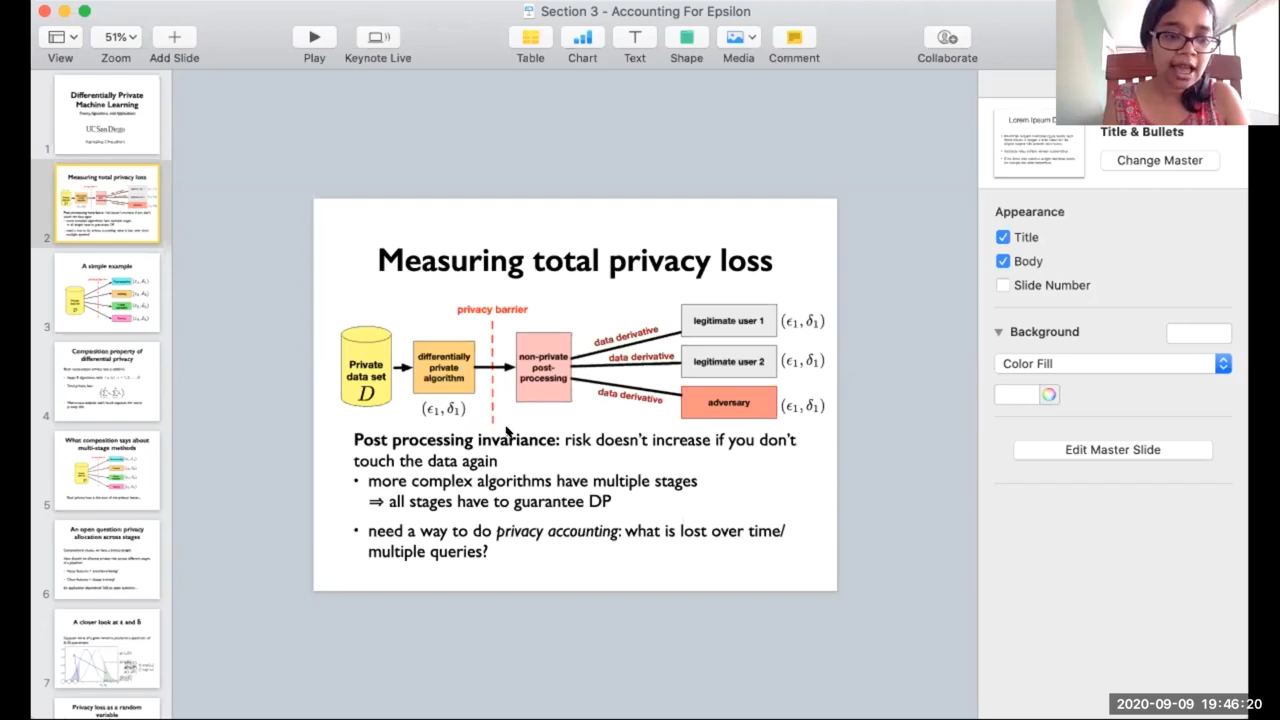 Section 3 - Accounting For Epsilon
51%
View
Zoom
Add Slide
Play
Keynote Live
Table
Chart
Text
Shape
Media
Comment
Collaborate
Differentially Private
Machine Learning
UC San Diego
1
Measuring total privacy loss
2
A simple example
3
Composition property of
differential privacy
4
What composition says about
multi-stage methods
5
An open question: privacy
allocation across stages
6
A closer look at ε and δ
7
Privacy loss as a random
variable
Measuring total privacy loss
privacy barrier
Private
data set
D
differentially
private
algorithm
(ϵ₁, δ₁)
non-private
post-
processing
data derivative
data derivative
data derivative
legitimate user 1
(ϵ₁, δ₁)
legitimate user 2
(ϵ₁, δ₁)
adversary
(ϵ₁, δ₁)
Post processing invariance: risk doesn't increase if you don't
touch the data again
• more complex algorithms have multiple stages
⇒ all stages have to guarantee DP
• need a way to do privacy accounting: what is lost over time/
multiple queries?
Title & Bullets
Change Master
Appearance
Title
Body
Slide Number
Background
Color Fill
Edit Master Slide
2020-09-09 19:46:20